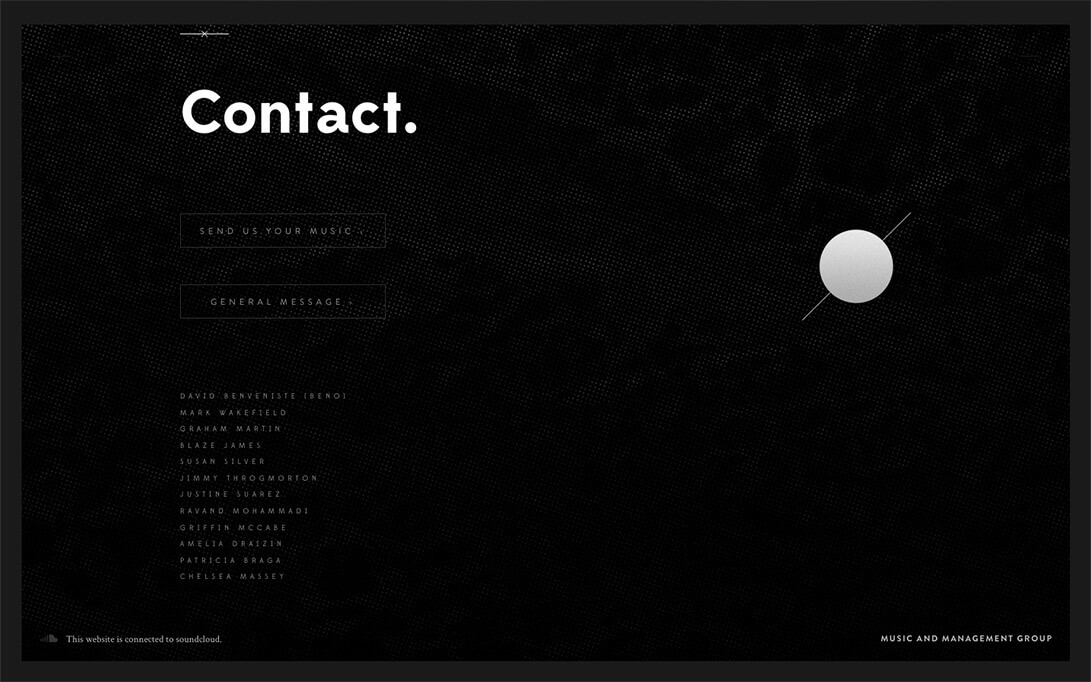 Contact.
SEND US YOUR MUSIC ›
GENERAL MESSAGE ›
DAVID BENVENISTE (BENO)
MARK WAKEFIELD
GRAHAM MARTIN
BLAZE JAMES
SUSAN SILVER
JIMMY THROGMORTON
JUSTINE SUAREZ
RAVAND MOHAMMADI
GRIFFIN MCCABE
AMELIA DRAIZIN
PATRICIA BRAGA
CHELSEA MASSEY
This website is connected to soundcloud.
MUSIC AND MANAGEMENT GROUP